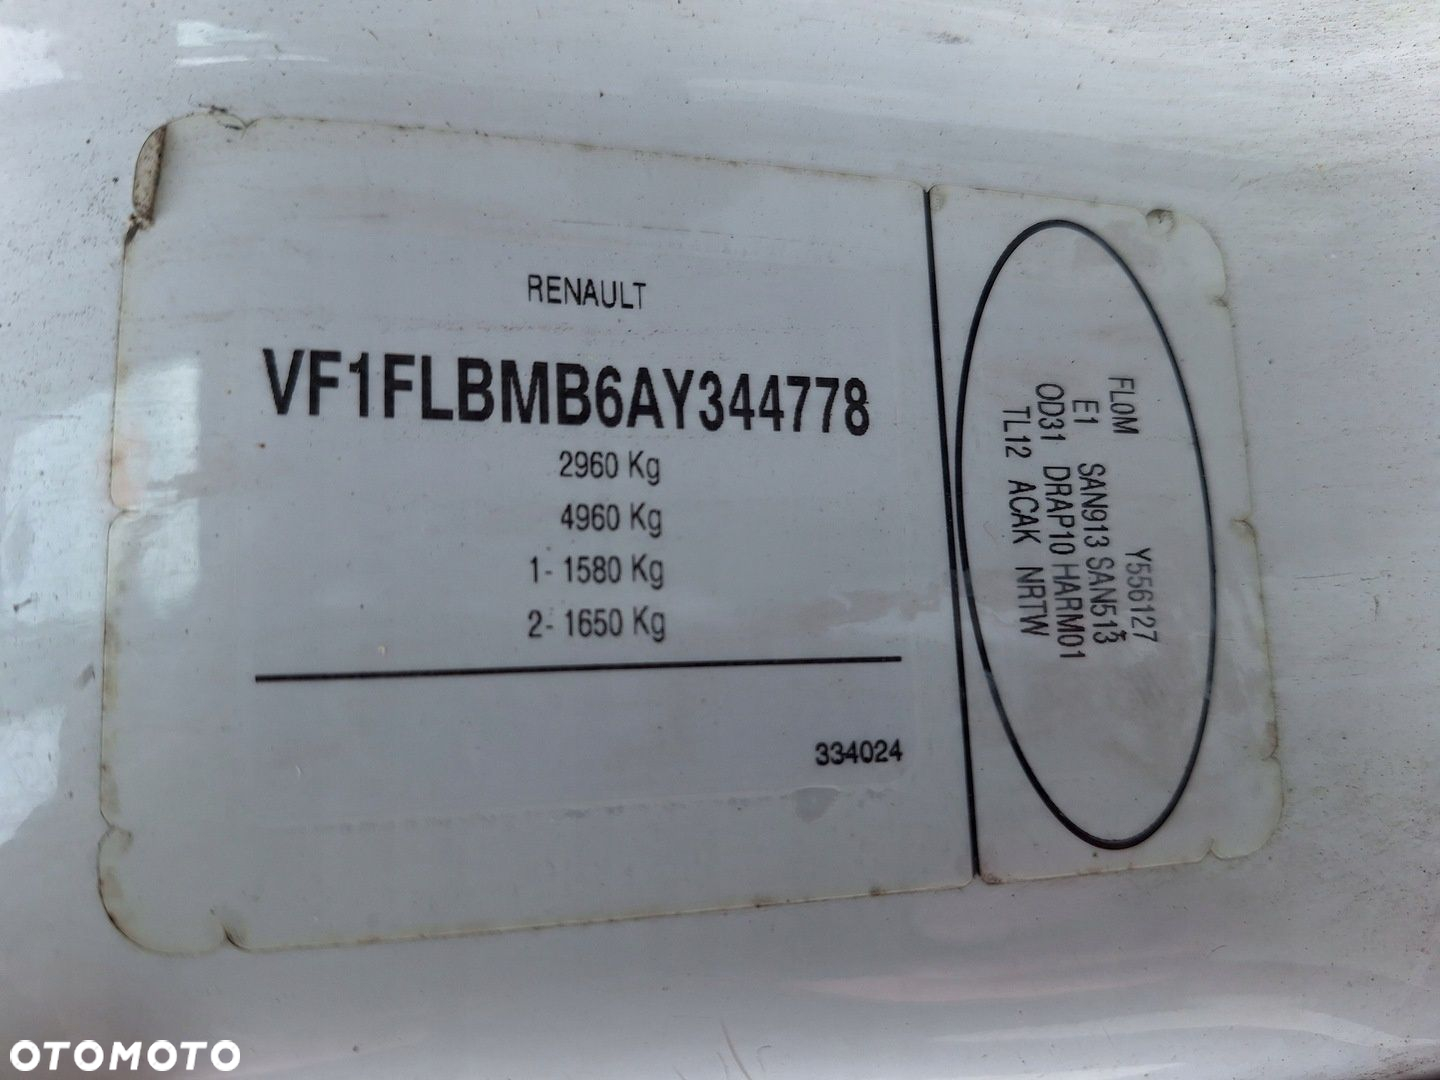 RENAULT
VF1FLBMB6AY344778
2960 Kg
4960 Kg
1- 1580 Kg
2- 1650 Kg
334024
FL0M Y556127
E1 SAN913 SAN513
OD31 DRAP10 HARM01
TL12 ACAK NRTW
OTOMOTO